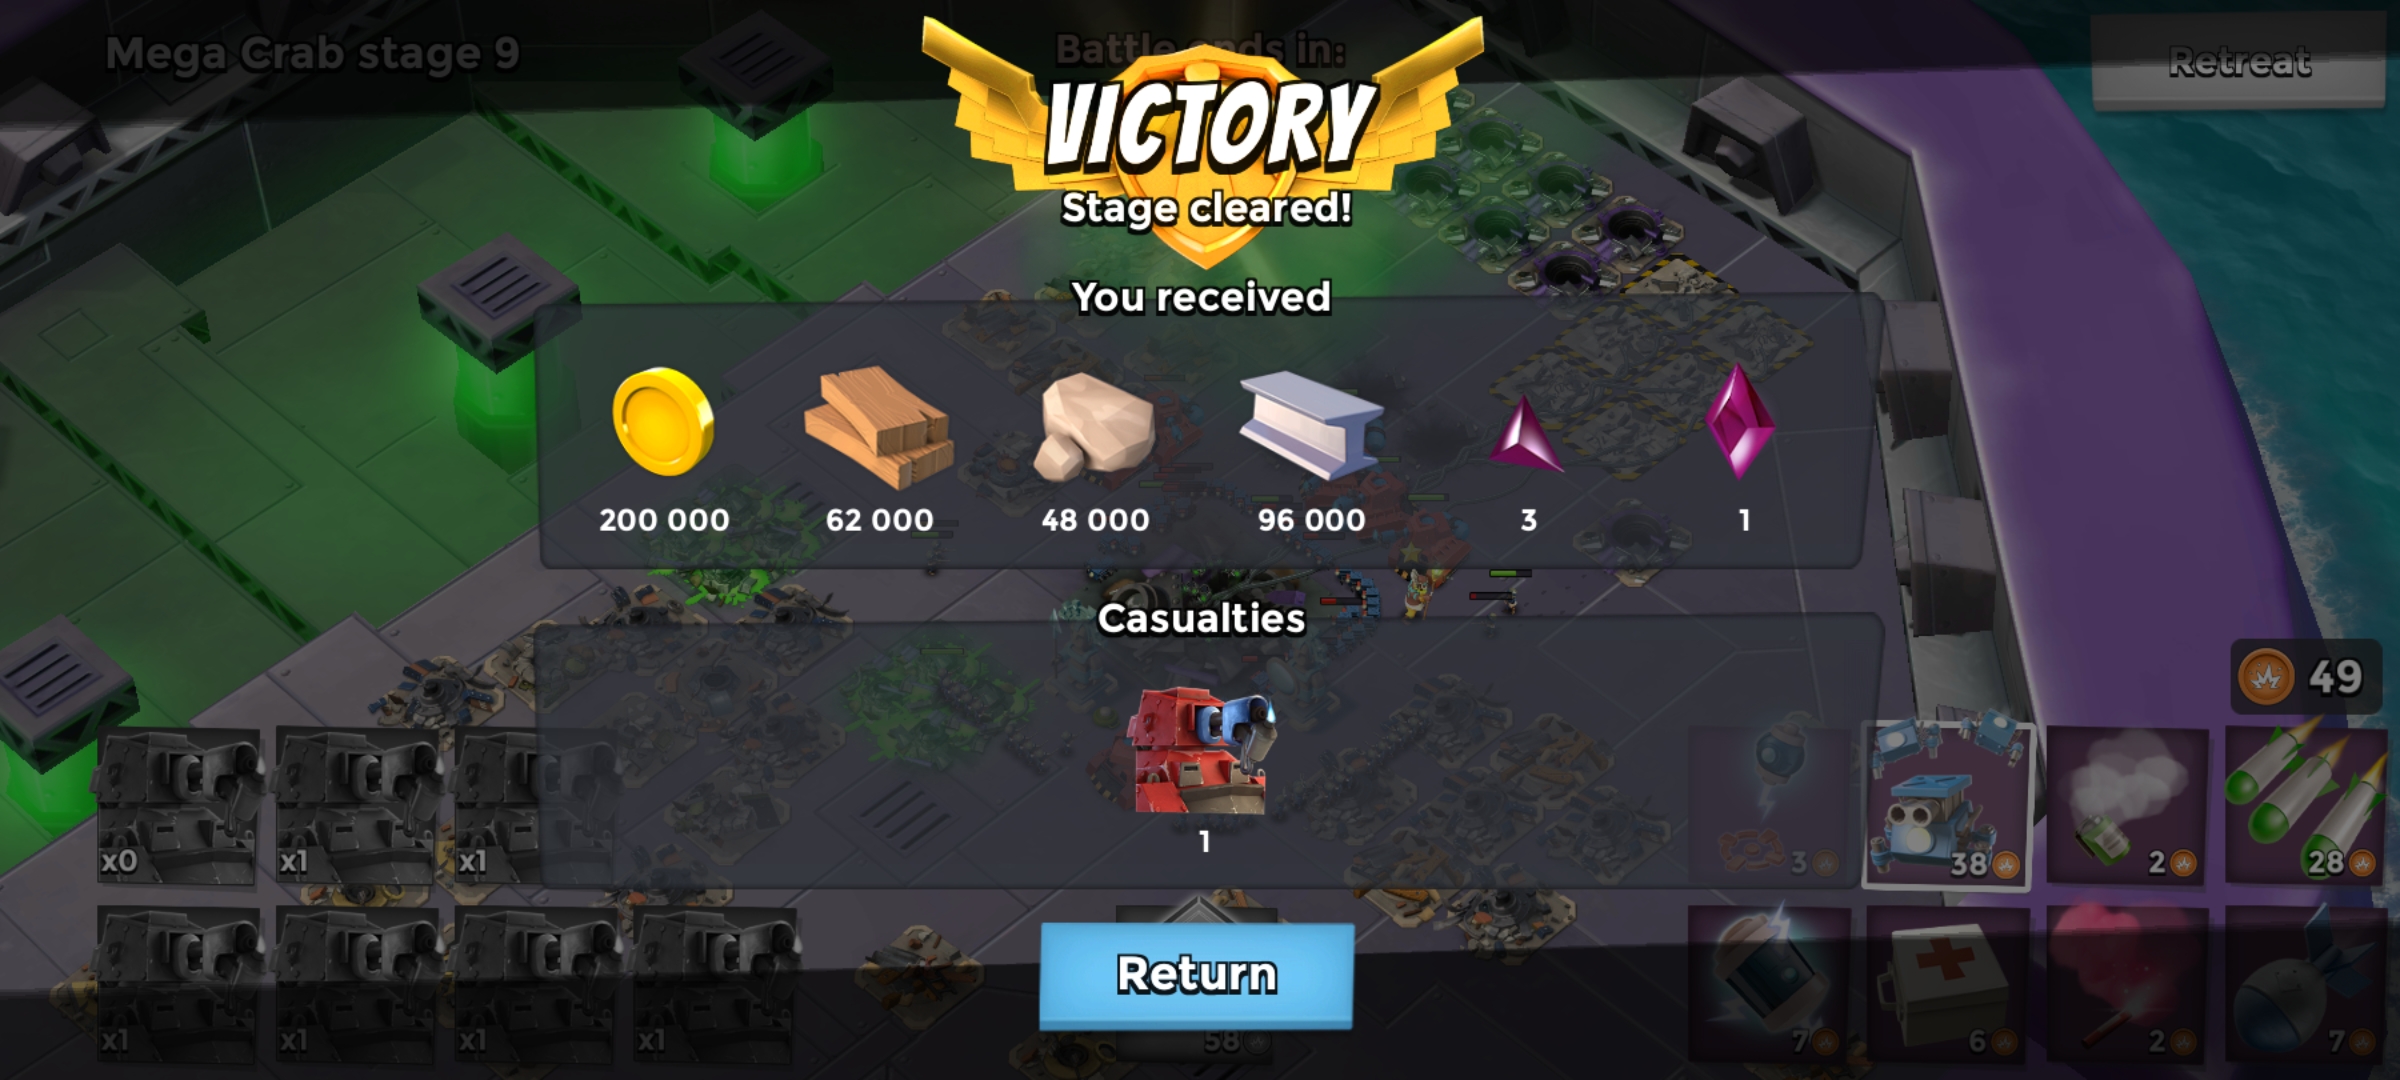 Mega Crab stage 9
Battle ends in:
Retreat
VICTORY
Stage cleared!
You received
200 000
62 000
48 000
96 000
3
1
Casualties
1
49
x0
x1
x1
3
38
2
28
Return
x1
x1
x1
x1
58
7
6
2
7